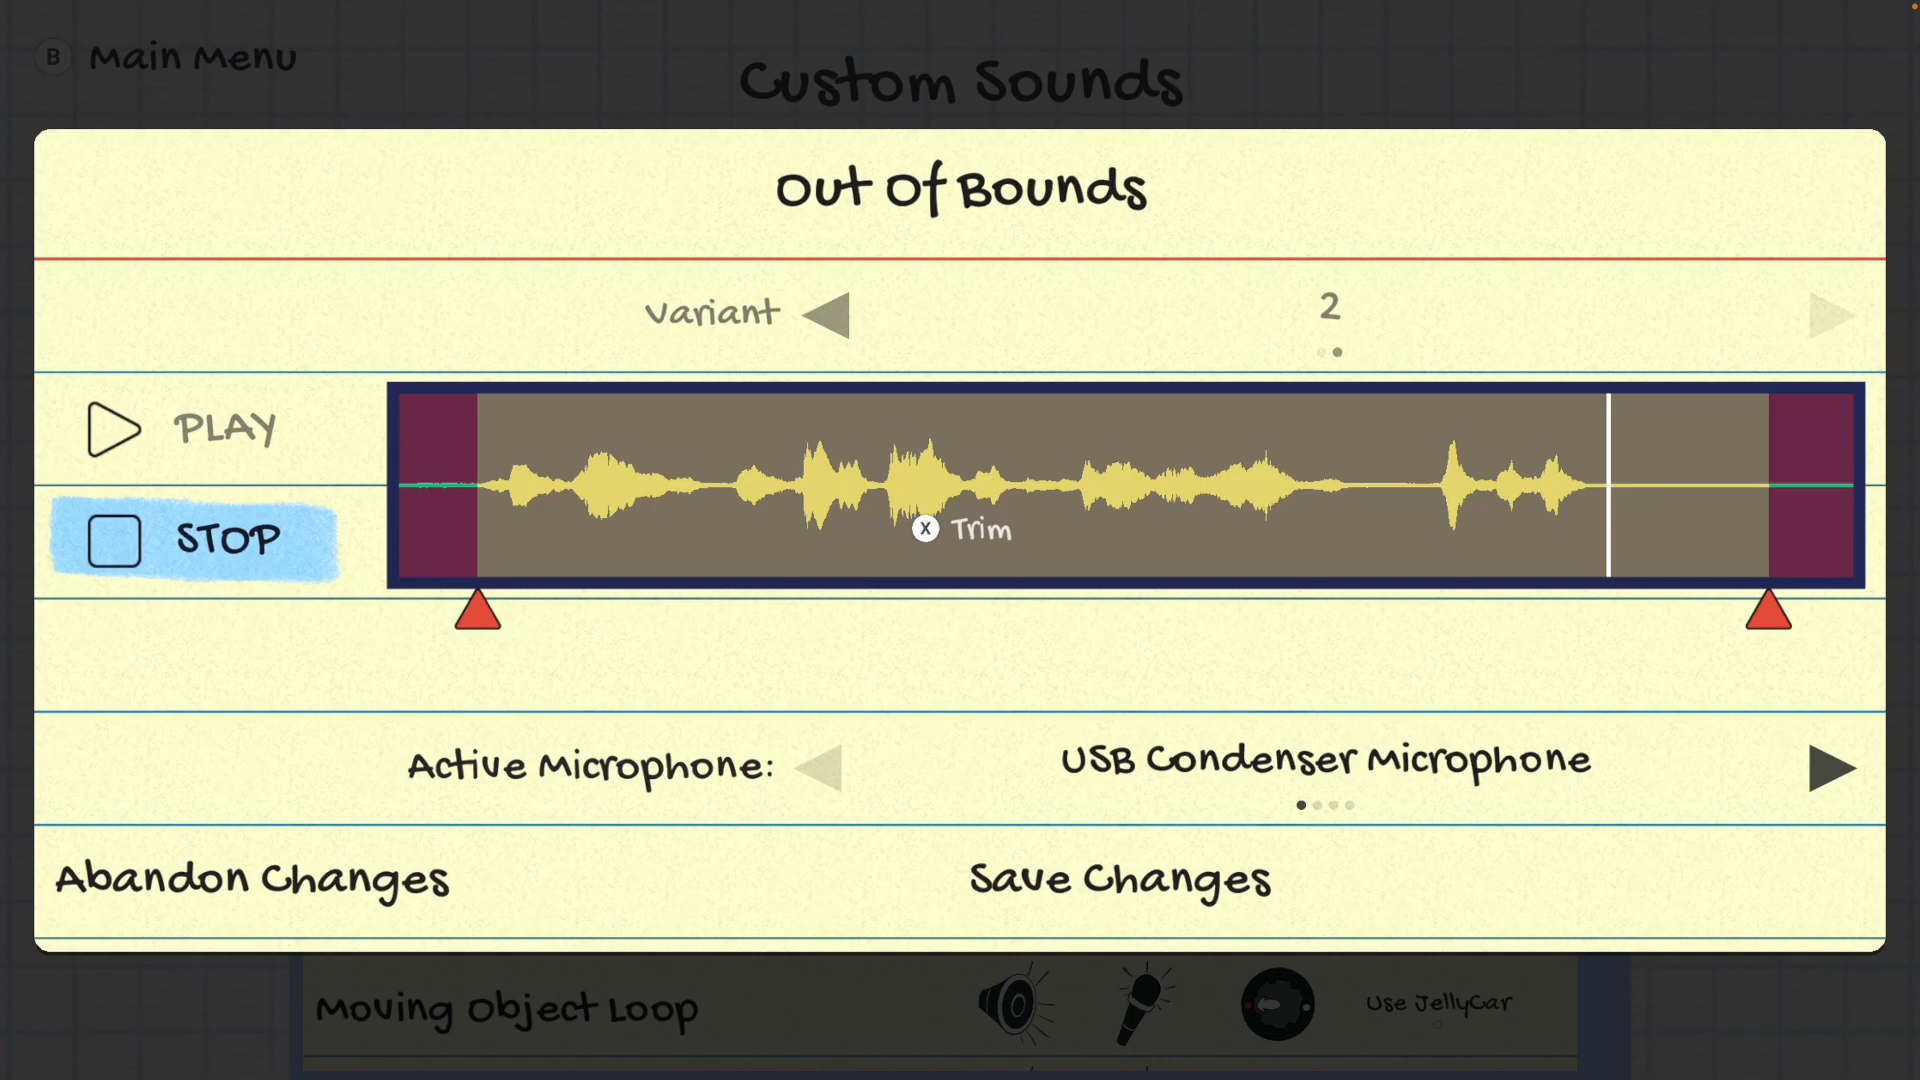 B Main Menu
Custom Sounds
Out Of Bounds
Variant 2
PLAY
STOP
X Trim
Active Microphone: USB Condenser Microphone
Abandon Changes Save Changes
Moving Object Loop Use JellyCar